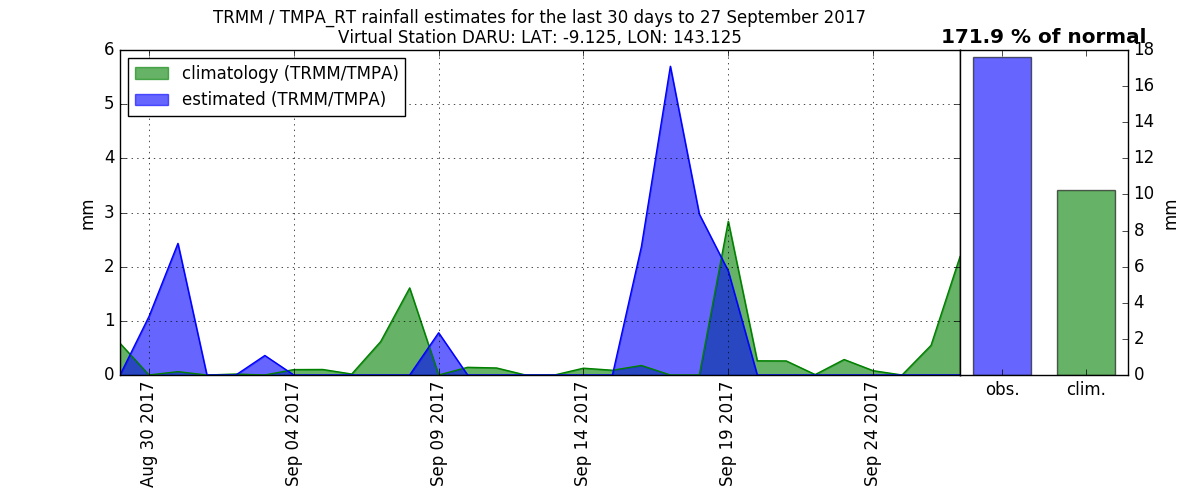 TRMM / TMPA_RT rainfall estimates for the last 30 days to 27 September 2017
Virtual Station DARU: LAT: -9.125, LON: 143.125
171.9 % of normal
climatology (TRMM/TMPA)
estimated (TRMM/TMPA)
6
5
4
3
2
1
0
mm
Aug 30 2017
Sep 04 2017
Sep 09 2017
Sep 14 2017
Sep 19 2017
Sep 24 2017
obs.
clim.
18
16
14
12
10
8
6
4
2
0
mm